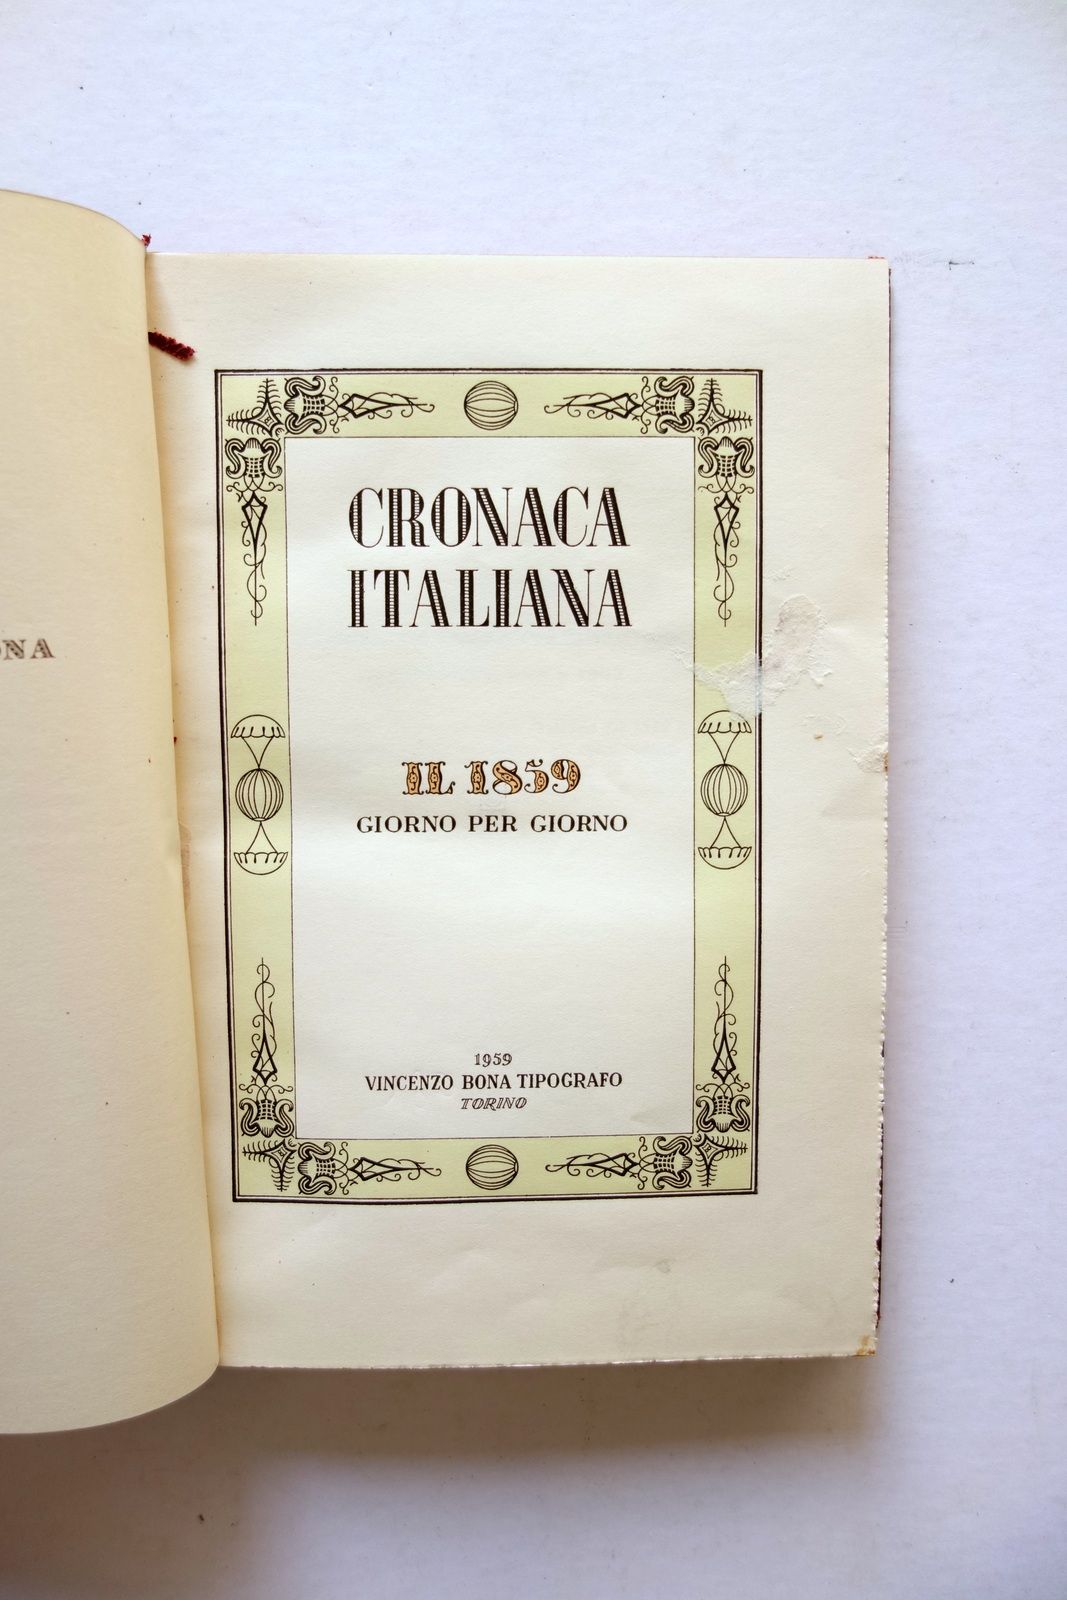 CRONACA
ITALIANA
IL 1859
GIORNO PER GIORNO
1959
VINCENZO BONA TIPOGRAFO
TORINO